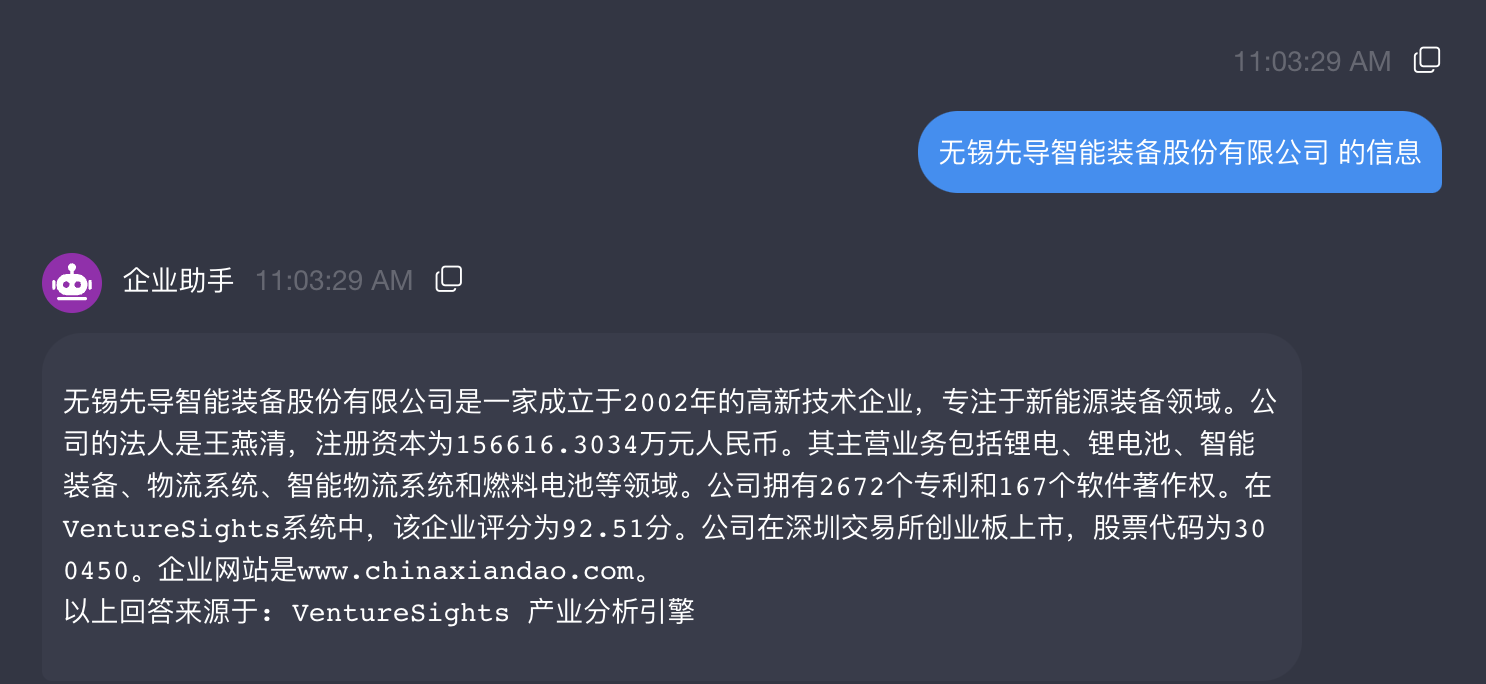 11:03:29 AM
无锡先导智能装备股份有限公司 的信息
企业助手 11:03:29 AM
无锡先导智能装备股份有限公司是一家成立于2002年的高新技术企业，专注于新能源装备领域。公
司的法人是王燕清，注册资本为156616.3034万元人民币。其主营业务包括锂电、锂电池、智能
装备、物流系统、智能物流系统和燃料电池等领域。公司拥有2672个专利和167个软件著作权。在
VentureSights系统中，该企业评分为92.51分。公司在深圳交易所创业板上市，股票代码为30
0450。企业网站是www.chinaxiandao.com。
以上回答来源于: VentureSights 产业分析引擎